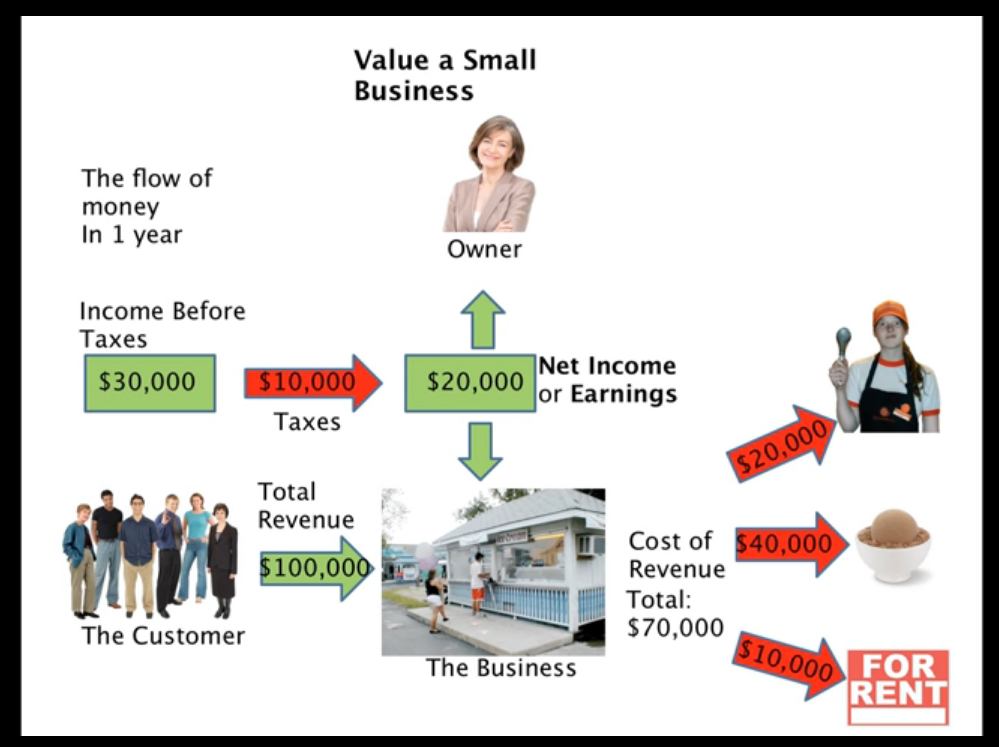 Value a Small
Business
The flow of
money
In 1 year
Owner
Income Before
Taxes
$30,000
$10,000
Taxes
$20,000
Net Income
or Earnings
$20,000
Total
Revenue
$100,000
The Customer
The Business
Cost of
Revenue
Total:
$70,000
$40,000
$10,000
FOR
RENT